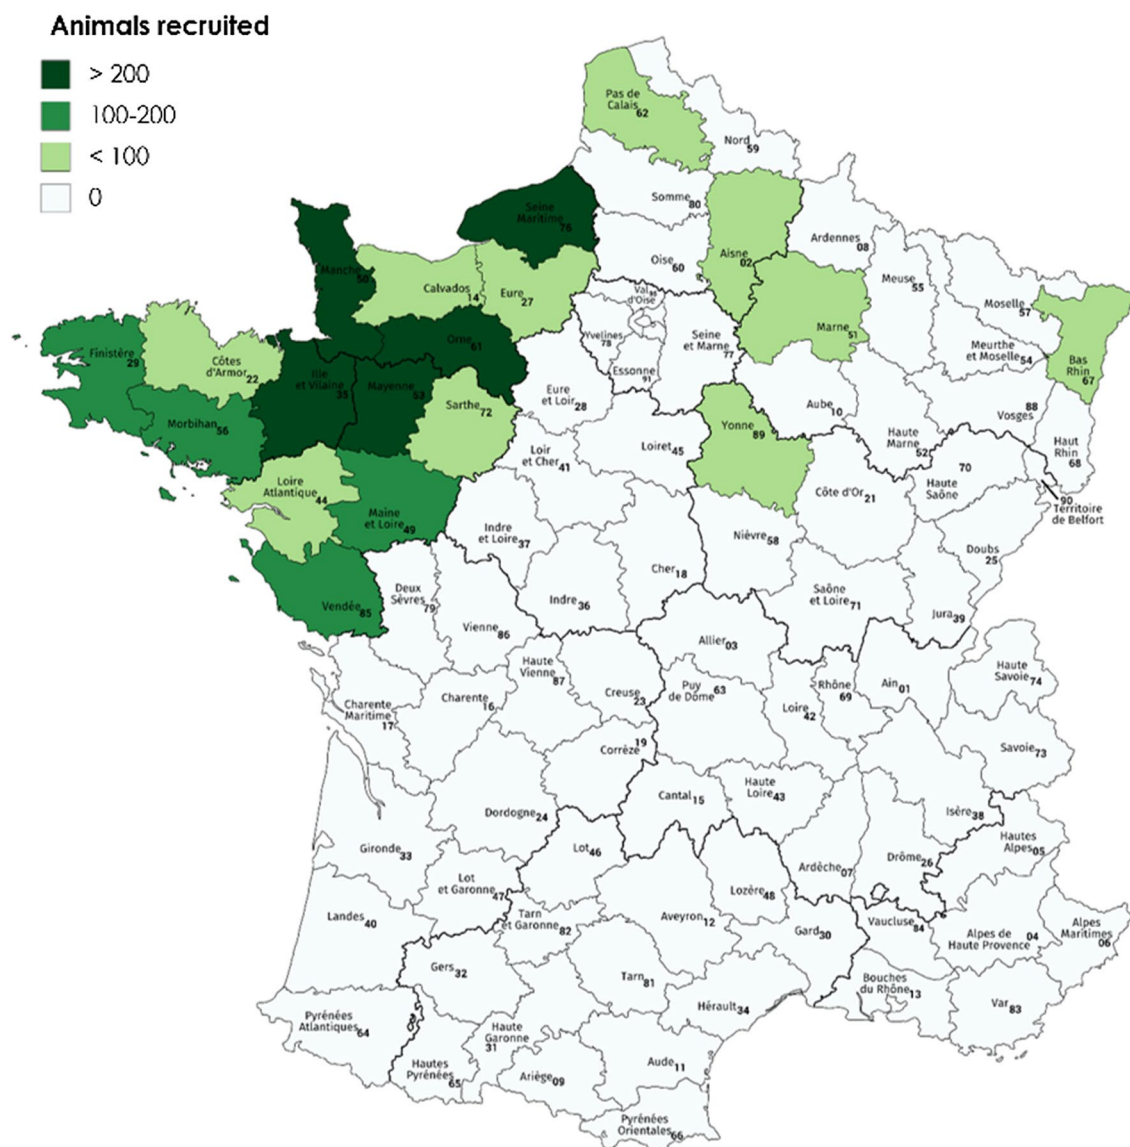 Animals recruited
> 200
100-200
< 100
0
Pas de
Calais 62
Nord 59
Somme 80
Seine
Maritime 76
Aisne 02
Ardennes 08
Oise 60
Manche 50
Calvados 14
Eure 27
Val 95
d'Oise
Meuse 55
Moselle 57
Yvelines
78
Seine
et Marne 77
Marne 51
Meurthe
et Moselle 54
Bas
Rhin
67
Orne 61
Finistère
29
Côtes
d'Armor 22
Ille
et Vilaine
35
Mayenne
53
Essonne
91
Eure
et Loir 28
Aube 10
Vosges 88
Sarthe 72
Morbihan 56
Yonne
89
Haute
Marne
52
Haut
Rhin
68
Loir
et Cher 41
Loiret 45
70
Haute
Saône
Loire
Atlantique 44
Côte d'Or 21
90
Territoire
de Belfort
Maine
et Loire 49
Indre
et Loire 37
Nièvre 58
Doubs
25
Cher 18
Vendée 85
Deux
Sèvres 79
Indre 36
Saône
et Loire 71
Jura 39
Vienne 86
Allier 03
Haute
Vienne
87
Creuse
23
Puy
de Dôme 63
Rhône
69
Ain 01
Haute
Savoie 74
Charente
Maritime
17
Charente
16
Loire
42
Corrèze 19
Savoie 73
Cantal 15
Haute
Loire 43
Isère 38
Dordogne 24
Hautes
Alpes 05
Gironde
33
Lot 46
Ardèche 07
Drôme 26
Lot
et Garonne
47
Lozère 48
Landes 40
Tarn
et Garonne
82
Aveyron 12
Gard 30
Vaucluse
84
Alpes de 04
Haute Provence
Alpes
Maritimes
06
Gers 32
Tarn 81
Bouches
du Rhône 13
Hérault 34
Var 83
Pyrénées
Atlantiques 64
Haute
Garonne
31
Hautes
Pyrénées
65
Ariège 09
Aude 11
Pyrénées
Orientales 66